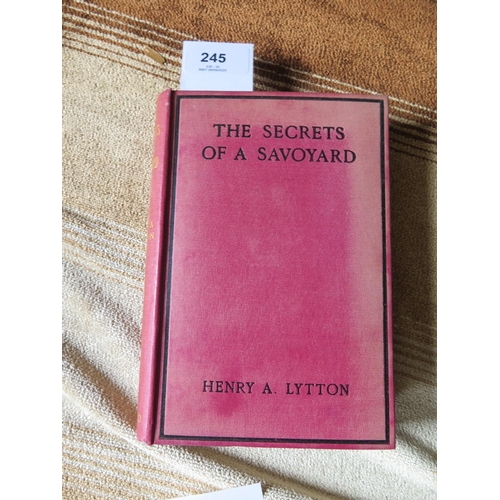 245
THE SECRETS
OF A SAVOYARD
HENRY A. LYTTON